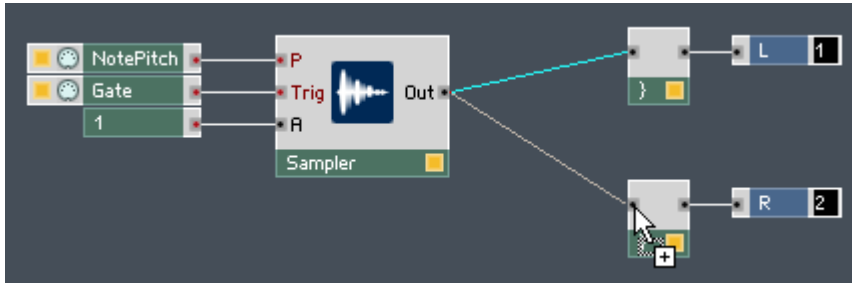 NotePitch P L 1
Gate Trig Out }
1 A
Sampler
R 2